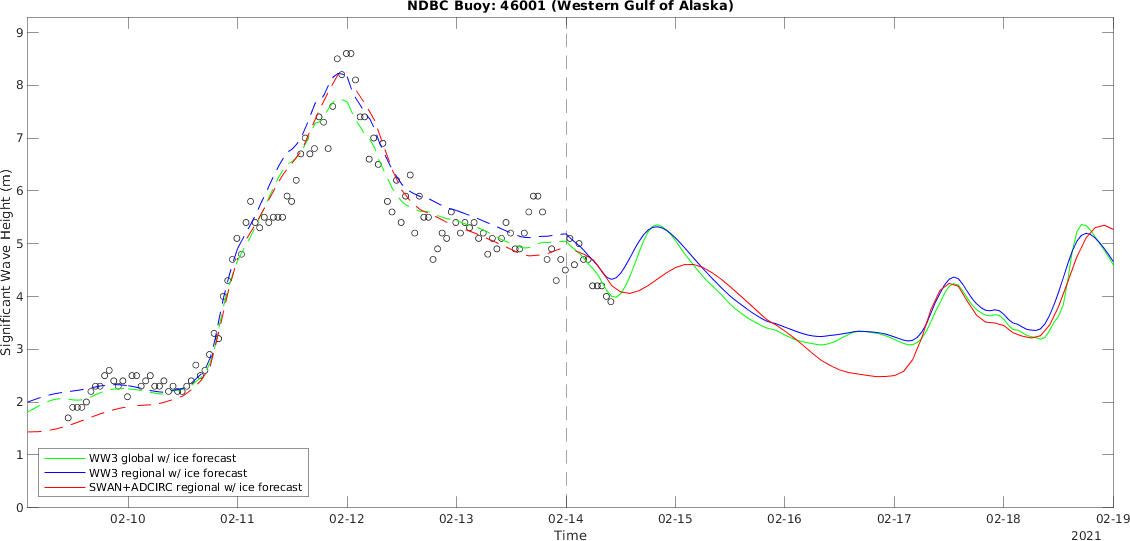 NDBC Buoy: 46001 (Western Gulf of Alaska)
9
8
7
6
5
4
3
2
1
0
Significant Wave Height (m)
WW3 global w/ ice forecast
WW3 regional w/ ice forecast
SWAN+ADCIRC regional w/ ice forecast
02-10 02-11 02-12 02-13 02-14 02-15 02-16 02-17 02-18 02-19
Time
2021